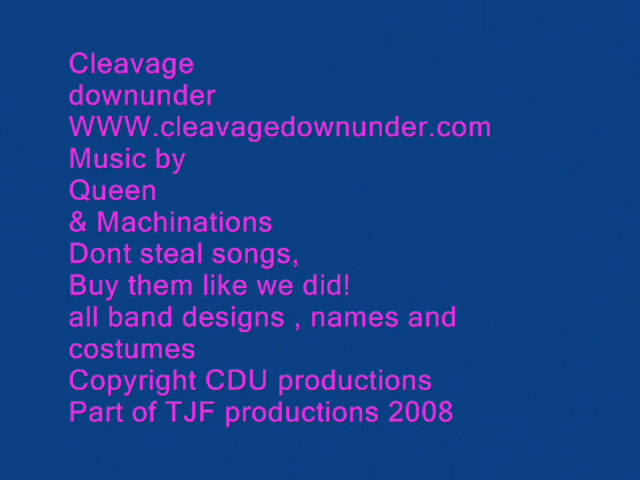 Cleavage
downunder
WWW.cleavagedownunder.com
Music by
Queen
& Machinations
Dont steal songs,
Buy them like we did!
all band designs , names and
costumes
Copyright CDU productions
Part of TJF productions 2008